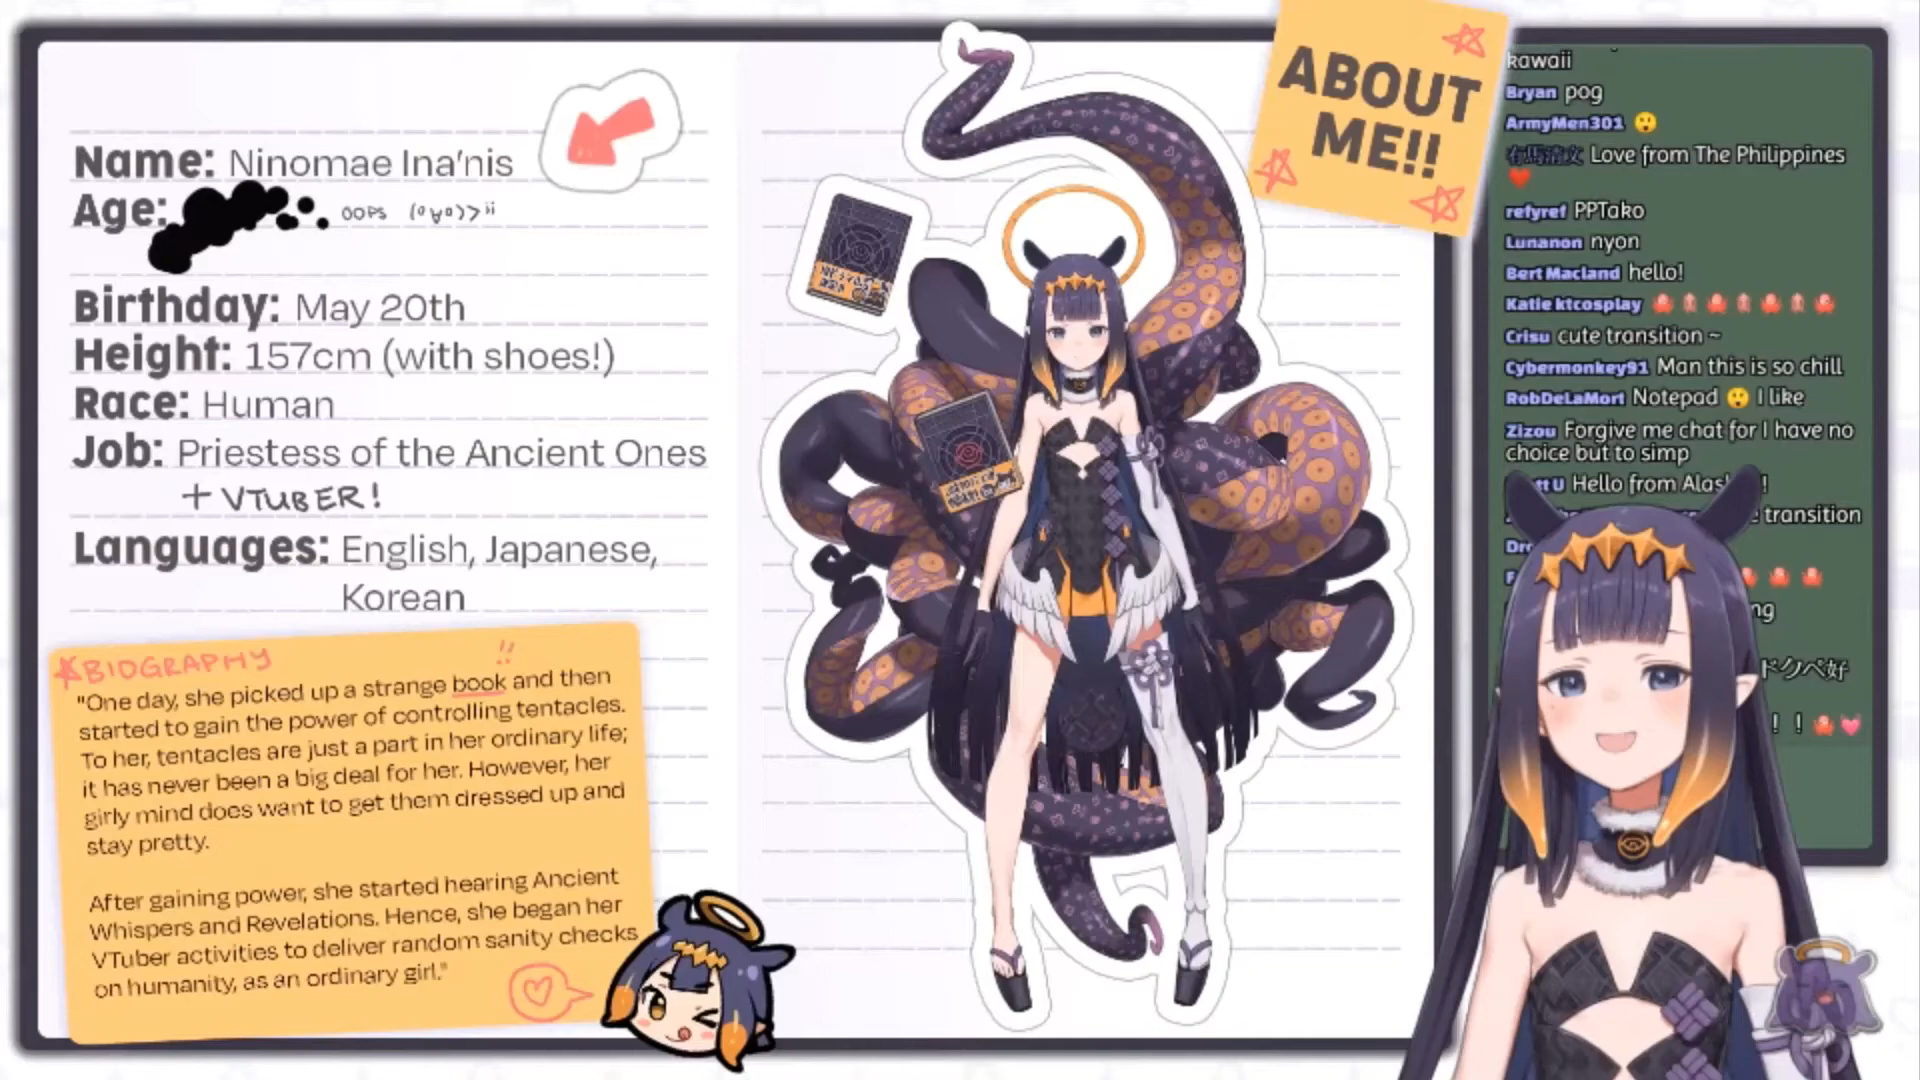 ABOUT
ME!!
Name: Ninomae Ina'nis
Age: OOPS (°∀°)>
Birthday: May 20th
Height: 157cm (with shoes!)
Race: Human
Job: Priestess of the Ancient Ones
+ VTUBER!
Languages: English, Japanese,
Korean
BIOGRAPHY !!
"One day, she picked up a strange book and then
started to gain the power of controlling tentacles.
To her, tentacles are just a part in her ordinary life;
it has never been a big deal for her. However, her
girly mind does want to get them dressed up and
stay pretty.
After gaining power, she started hearing Ancient
Whispers and Revelations. Hence, she began her
VTuber activities to deliver random sanity checks
on humanity, as an ordinary girl."
kawaii
Bryan pog
ArmyMen301 😲
Love from The Philippines
❤️
refyref PPTako
Lunanon nyon
Bert Macland hello!
Katie ktcosplay
Crisu cute transition ~
Cybermonkey91 Man this is so chill
RobDeLaMort Notepad 😲 I like
Zizou Forgive me chat for I have no
choice but to simp
Hello from
transition